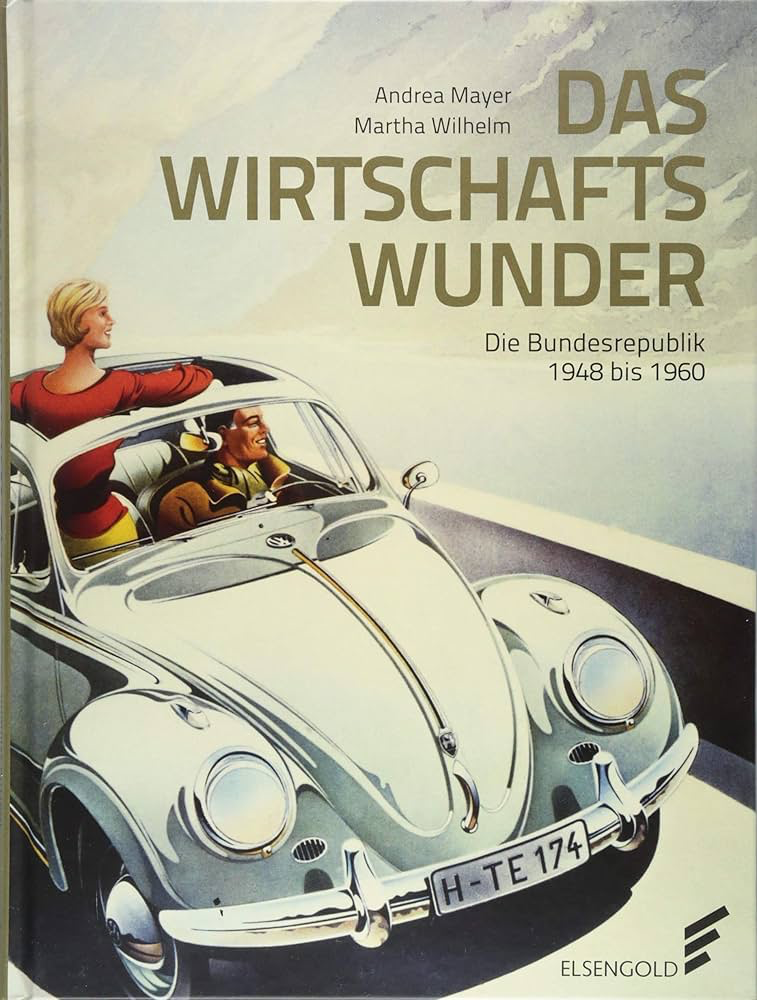 Andrea Mayer
Martha Wilhelm
DAS
WIRTSCHAFTS
WUNDER
Die Bundesrepublik
1948 bis 1960
H-TE 174
ELSENGOLD